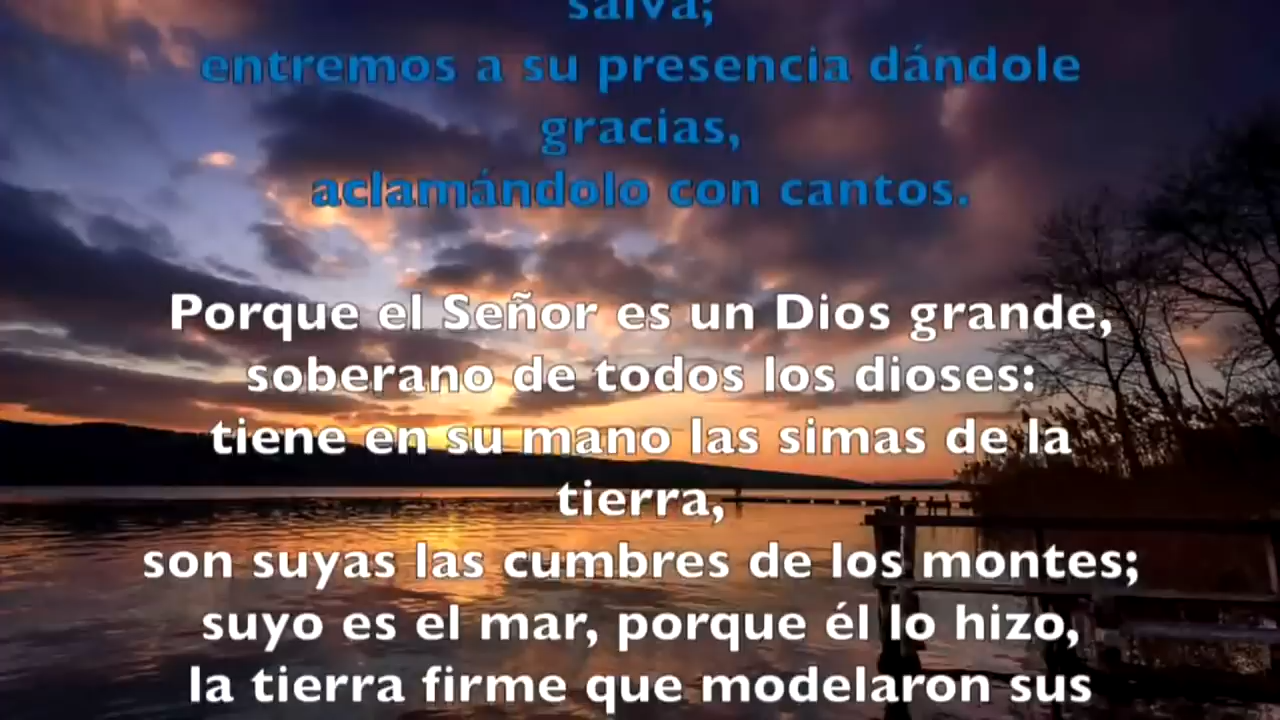 salva;
entremos a su presencia dándole
gracias,
aclamándolo con cantos.
Porque el Señor es un Dios grande,
soberano de todos los dioses:
tiene en su mano las simas de la
tierra,
son suyas las cumbres de los montes;
suyo es el mar, porque él lo hizo,
la tierra firme que modelaron sus